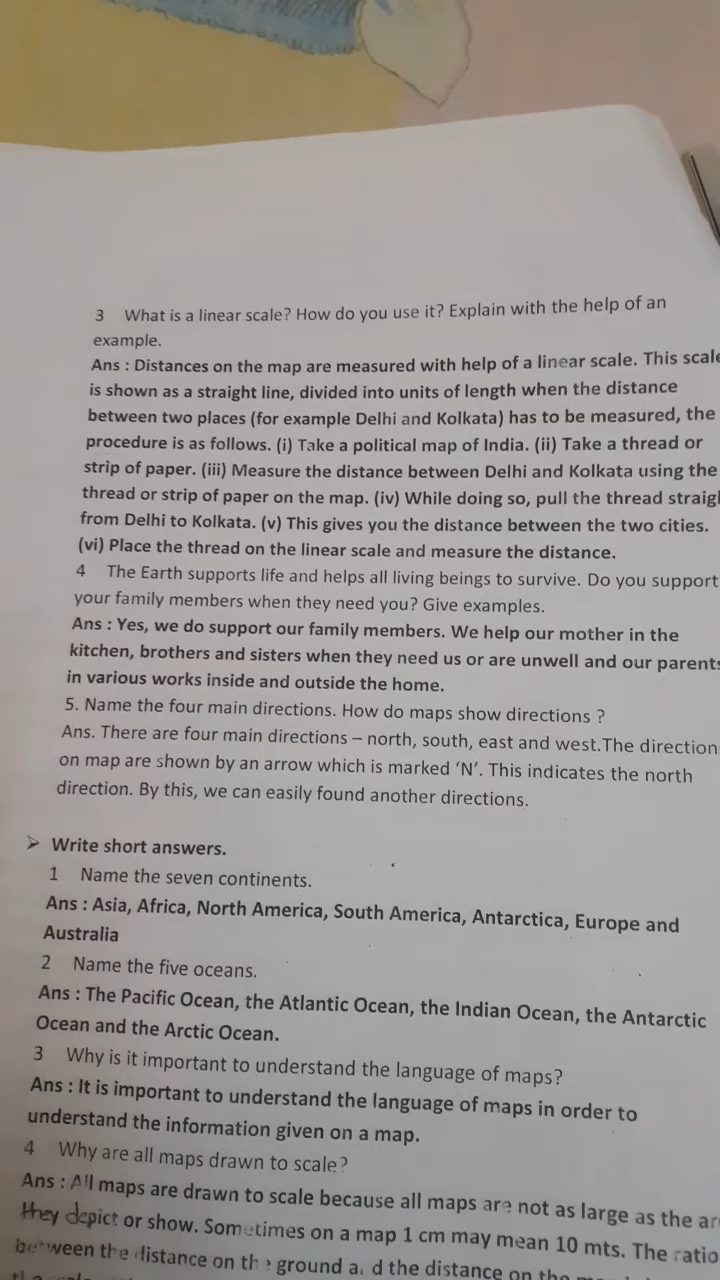 3 What is a linear scale? How do you use it? Explain with the help of an
example.
Ans : Distances on the map are measured with help of a linear scale. This scale
is shown as a straight line, divided into units of length when the distance
between two places (for example Delhi and Kolkata) has to be measured, the
procedure is as follows. (i) Take a political map of India. (ii) Take a thread or
strip of paper. (iii) Measure the distance between Delhi and Kolkata using the
thread or strip of paper on the map. (iv) While doing so, pull the thread
from Delhi to Kolkata. (v) This gives you the distance between the two cities.
(vi) Place the thread on the linear scale and measure the distance.
4 The Earth supports life and helps all living beings to survive. Do you support
your family members when they need you? Give examples.
Ans : Yes, we do support our family members. We help our mother in the
kitchen, brothers and sisters when they need us or are unwell and our parents
in various works inside and outside the home.
5. Name the four main directions. How do maps show directions ?
Ans. There are four main directions – north, south, east and west.The direction
on map are shown by an arrow which is marked ‘N’. This indicates the north
direction. By this, we can easily found another directions.
➢ Write short answers.
1 Name the seven continents.
Ans : Asia, Africa, North America, South America, Antarctica, Europe and
Australia
2 Name the five oceans.
Ans : The Pacific Ocean, the Atlantic Ocean, the Indian Ocean, the Antarctic
Ocean and the Arctic Ocean.
3 Why is it important to understand the language of maps?
Ans : It is important to understand the language of maps in order to
understand the information given on a map.
4 Why are all maps drawn to scale?
Ans : All maps are drawn to scale because all maps are not as large as the
they depict or show. Sometimes on a map 1 cm may mean 10 mts. The ratio
between the distance on the ground and the distance on the